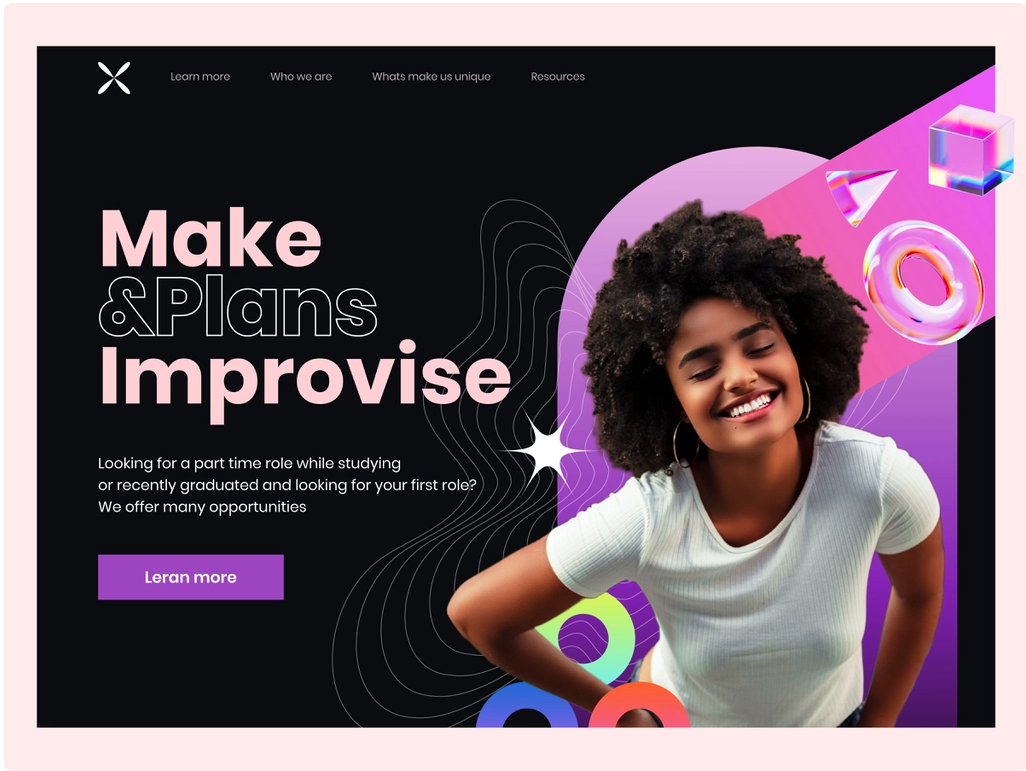 Learn more
Who we are
Whats make us unique
Resources
Make
&Plans
Improvise
Looking for a part time role while studying
or recently graduated and looking for your first role?
We offer many opportunities
Leran more